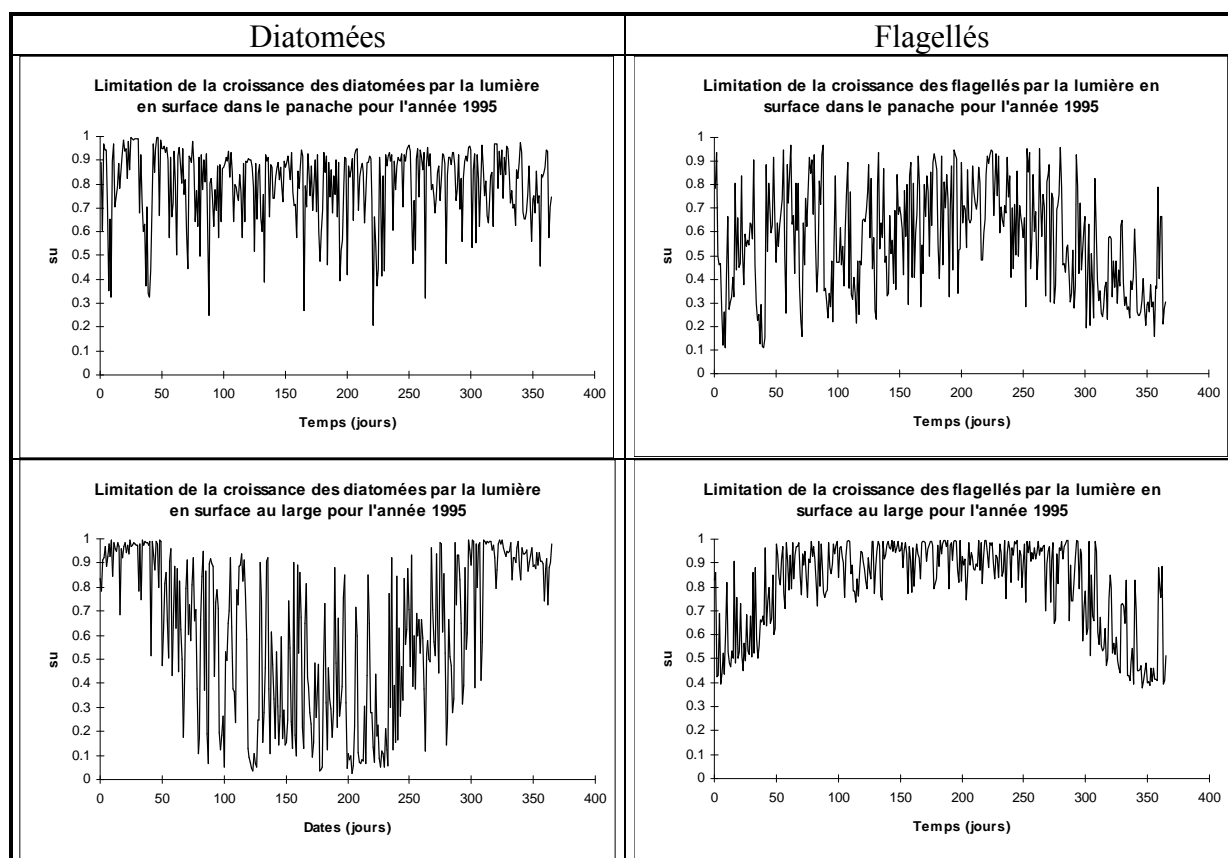 Diatomées
Flagellés
Limitation de la croissance des diatomées par la lumière
en surface dans le panache pour l'année 1995
1
0.9
0.8
0.7
0.6
0.5
0.4
0.3
0.2
0.1
0
su
0 50 100 150 200 250 300 350 400
Temps (jours)
Limitation de la croissance des flagellés par la lumière en
surface dans le panache pour l'année 1995
1
0.9
0.8
0.7
0.6
0.5
0.4
0.3
0.2
0.1
0
su
0 50 100 150 200 250 300 350 400
Temps (jours)
Limitation de la croissance des diatomées par la lumière
en surface au large pour l'année 1995
1
0.9
0.8
0.7
0.6
0.5
0.4
0.3
0.2
0.1
0
su
0 50 100 150 200 250 300 350 400
Dates (jours)
Limitation de la croissance des flagellés par la lumière en
surface au large pour l'année 1995
1
0.9
0.8
0.7
0.6
0.5
0.4
0.3
0.2
0.1
0
su
0 50 100 150 200 250 300 350 400
Temps (jours)